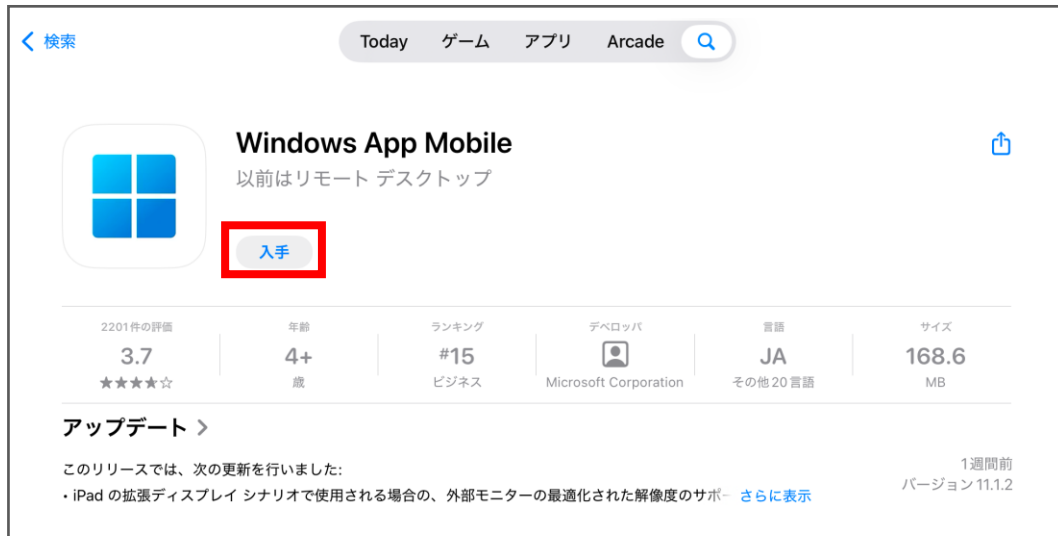 検索
Today ゲーム アプリ Arcade
Windows App Mobile
以前はリモート デスクトップ
入手
2201件の評価 年齢 ランキング デベロッパ 言語 サイズ
3.7 4+ #15 JA 168.6
★★★★☆ 歳 ビジネス Microsoft Corporation その他 20 言語 MB
アップデート
このリリースでは、次の更新を行いました: 1週間前
・iPad の拡張ディスプレイ シナリオで使用される場合の、外部モニターの最適化された解像度のサポー さらに表示 バージョン 11.1.2